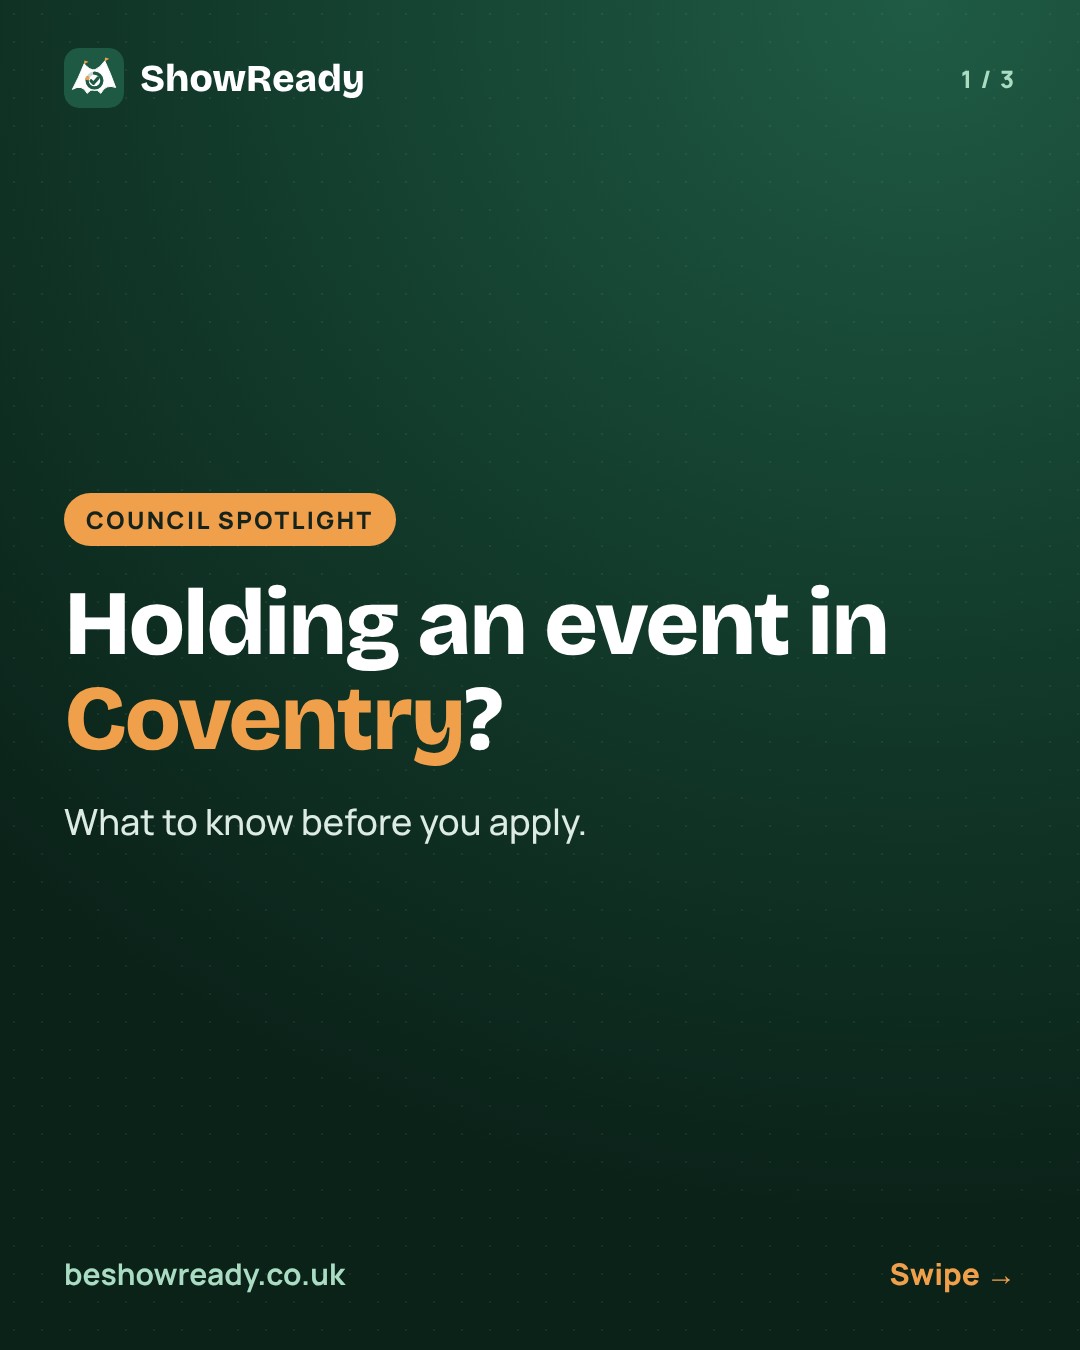 ShowReady
1 / 3
COUNCIL SPOTLIGHT
Holding an event in
Coventry?
What to know before you apply.
beshowready.co.uk
Swipe →